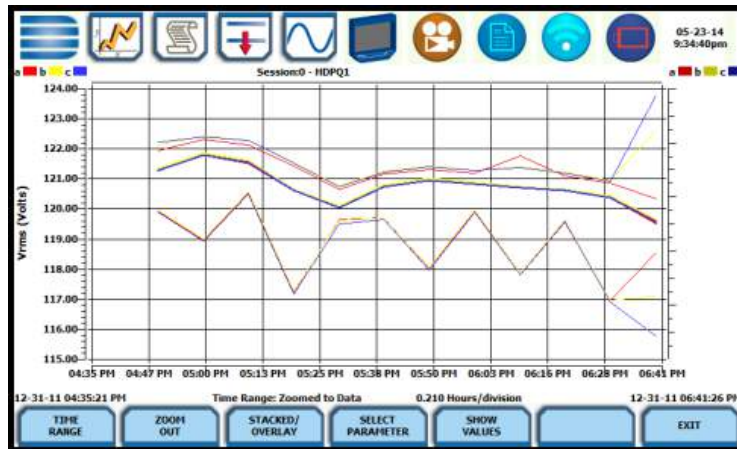 05-23-14
9:34:40pm
a b c Session:0 - HDPQ1 a b c
124.00
123.00
122.00
121.00
120.00
119.00
118.00
117.00
116.00
115.00
Vrms (Volts)
04:35 PM 04:47 PM 05:00 PM 05:13 PM 05:25 PM 05:38 PM 05:50 PM 06:03 PM 06:16 PM 06:28 PM 06:41 PM
12-31-11 04:35:21 PM Time Range: Zoomed to Data 0.210 Hours/division 12-31-11 06:41:26 PM
TIME RANGE ZOOM OUT STACKED/ OVERLAY SELECT PARAMETER SHOW VALUES EXIT